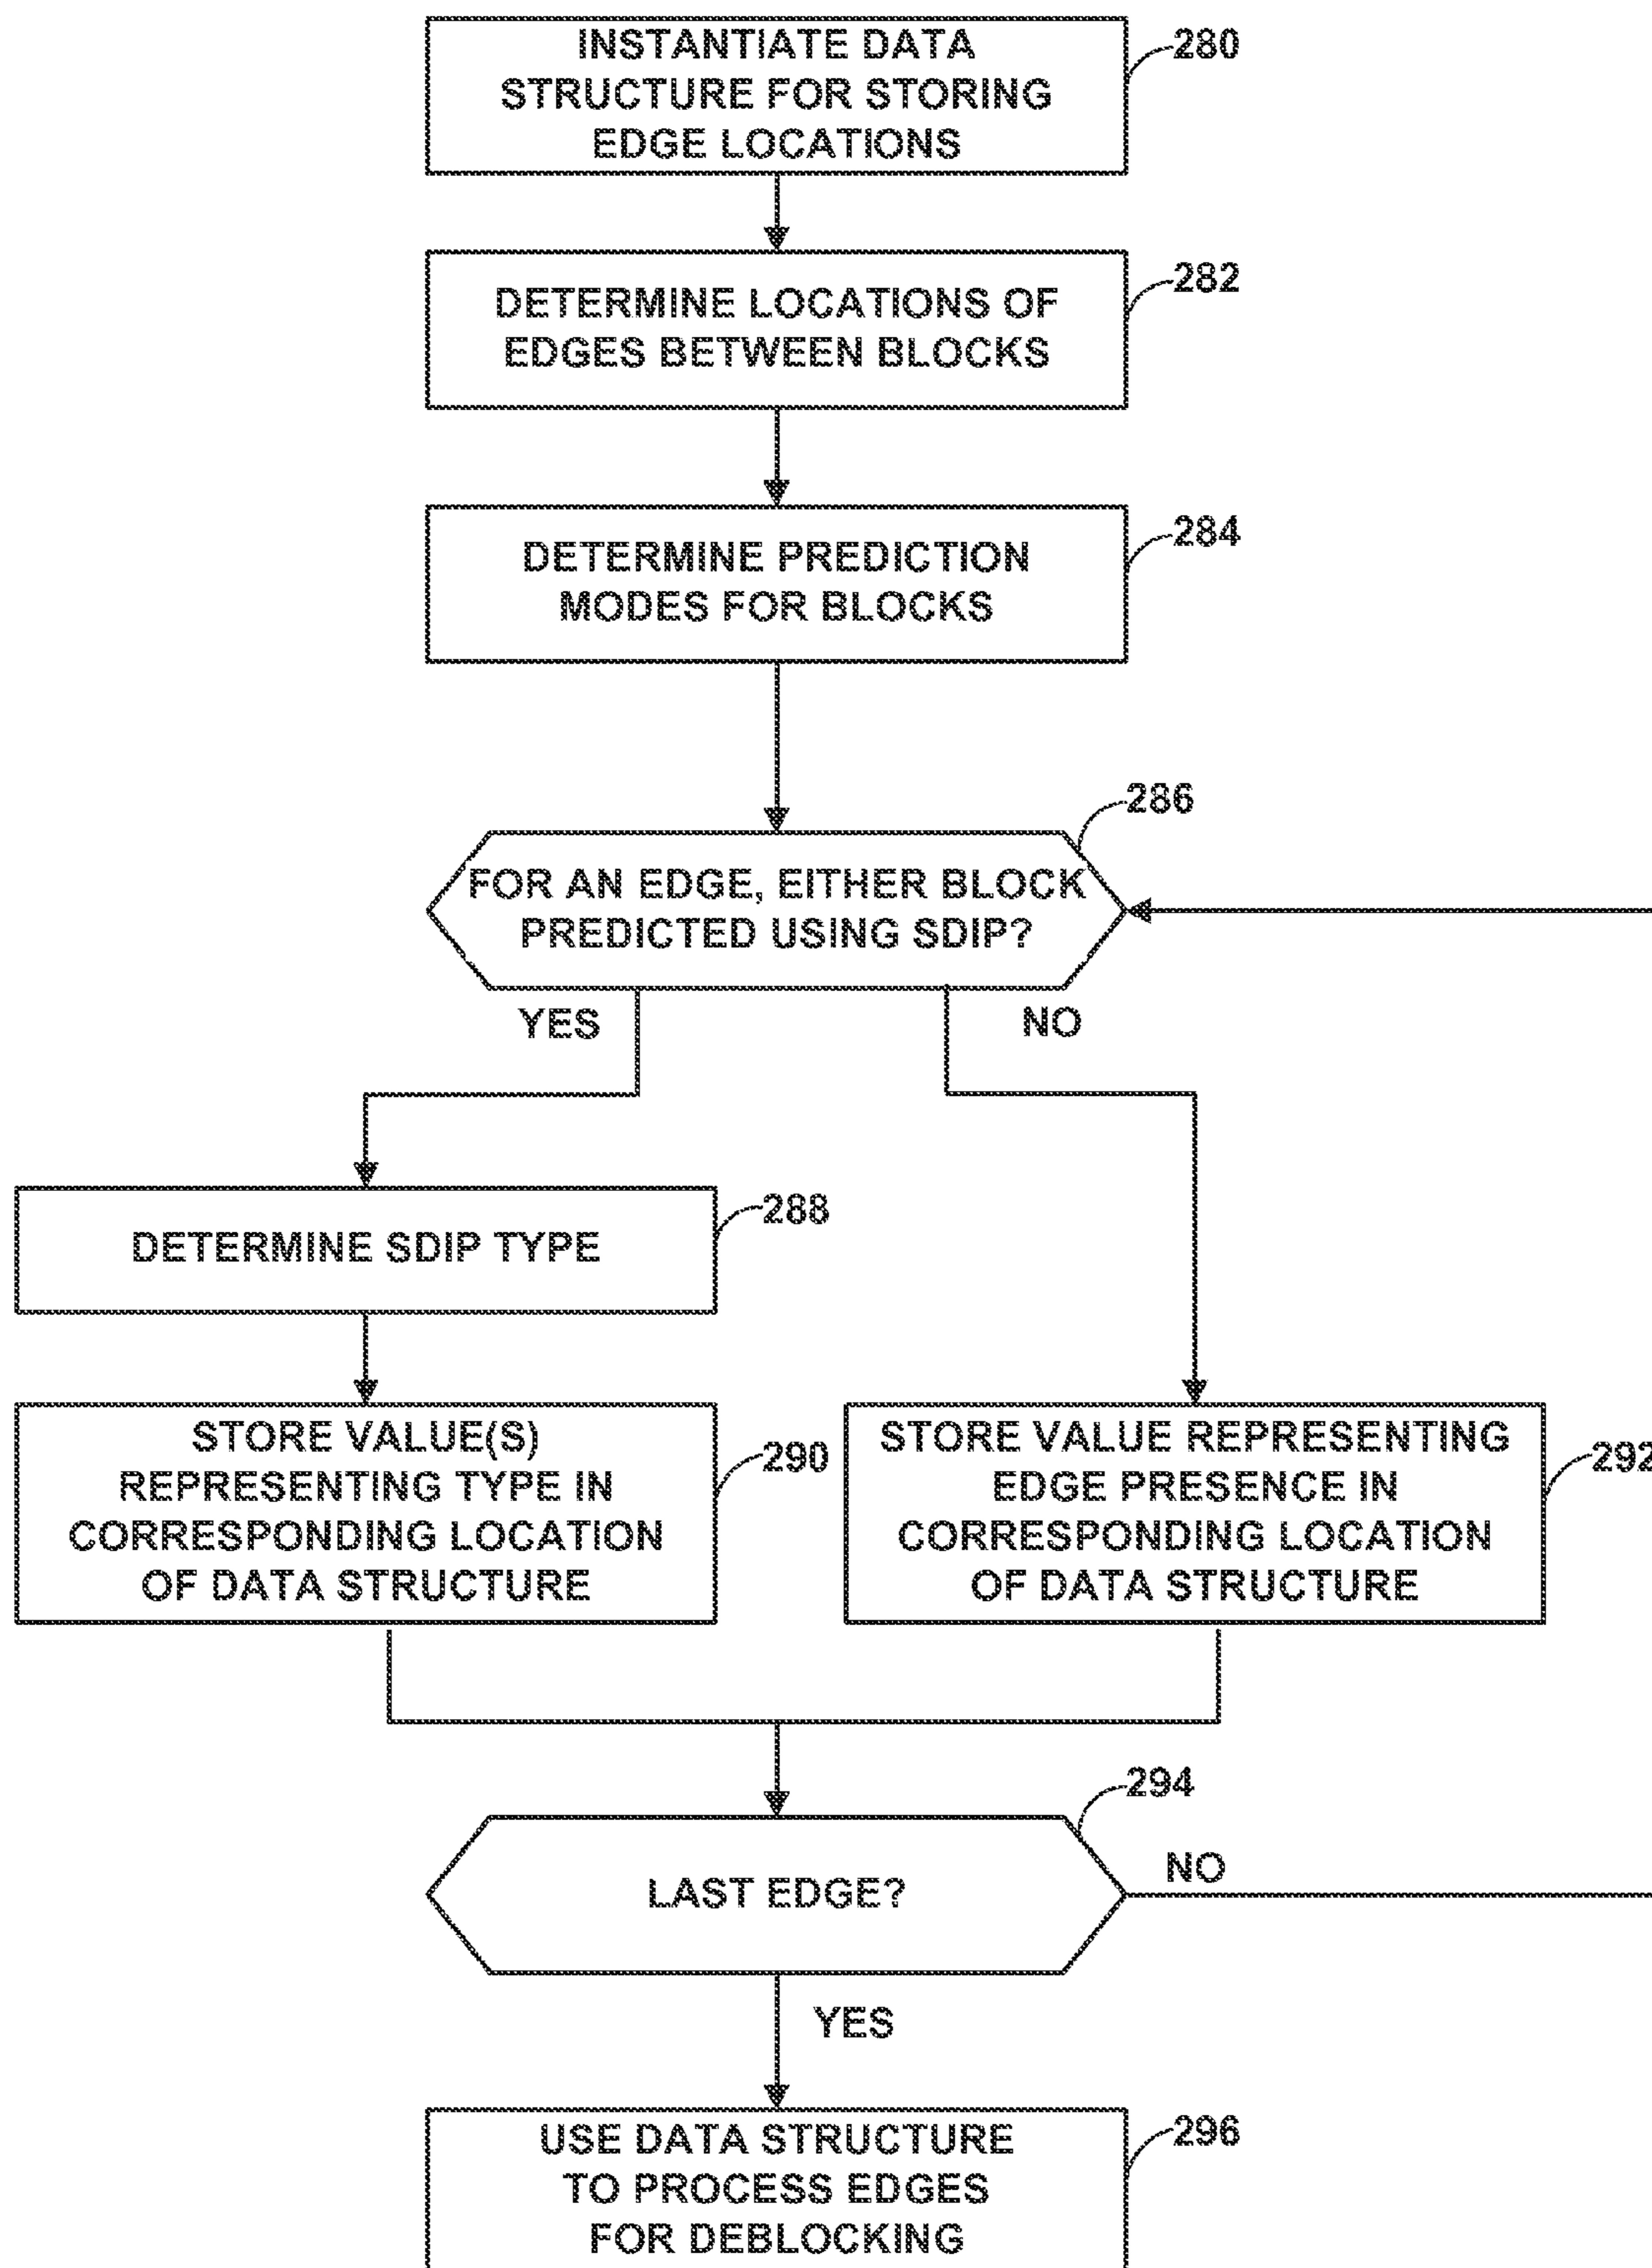 INSTANTIATE DATA
STRUCTURE FOR STORING
EDGE LOCATIONS
280
DETERMINE LOCATIONS OF
EDGES BETWEEN BLOCKS
282
DETERMINE PREDICTION
MODES FOR BLOCKS
284
286
FOR AN EDGE, EITHER BLOCK
PREDICTED USING SDIP?
YES
NO
DETERMINE SDIP TYPE
288
STORE VALUE(S)
REPRESENTING TYPE IN
CORRESPONDING LOCATION
OF DATA STRUCTURE
290
STORE VALUE REPRESENTING
EDGE PRESENCE IN
CORRESPONDING LOCATION
OF DATA STRUCTURE
292
294
LAST EDGE?
NO
YES
USE DATA STRUCTURE
TO PROCESS EDGES
FOR DEBLOCKING
296